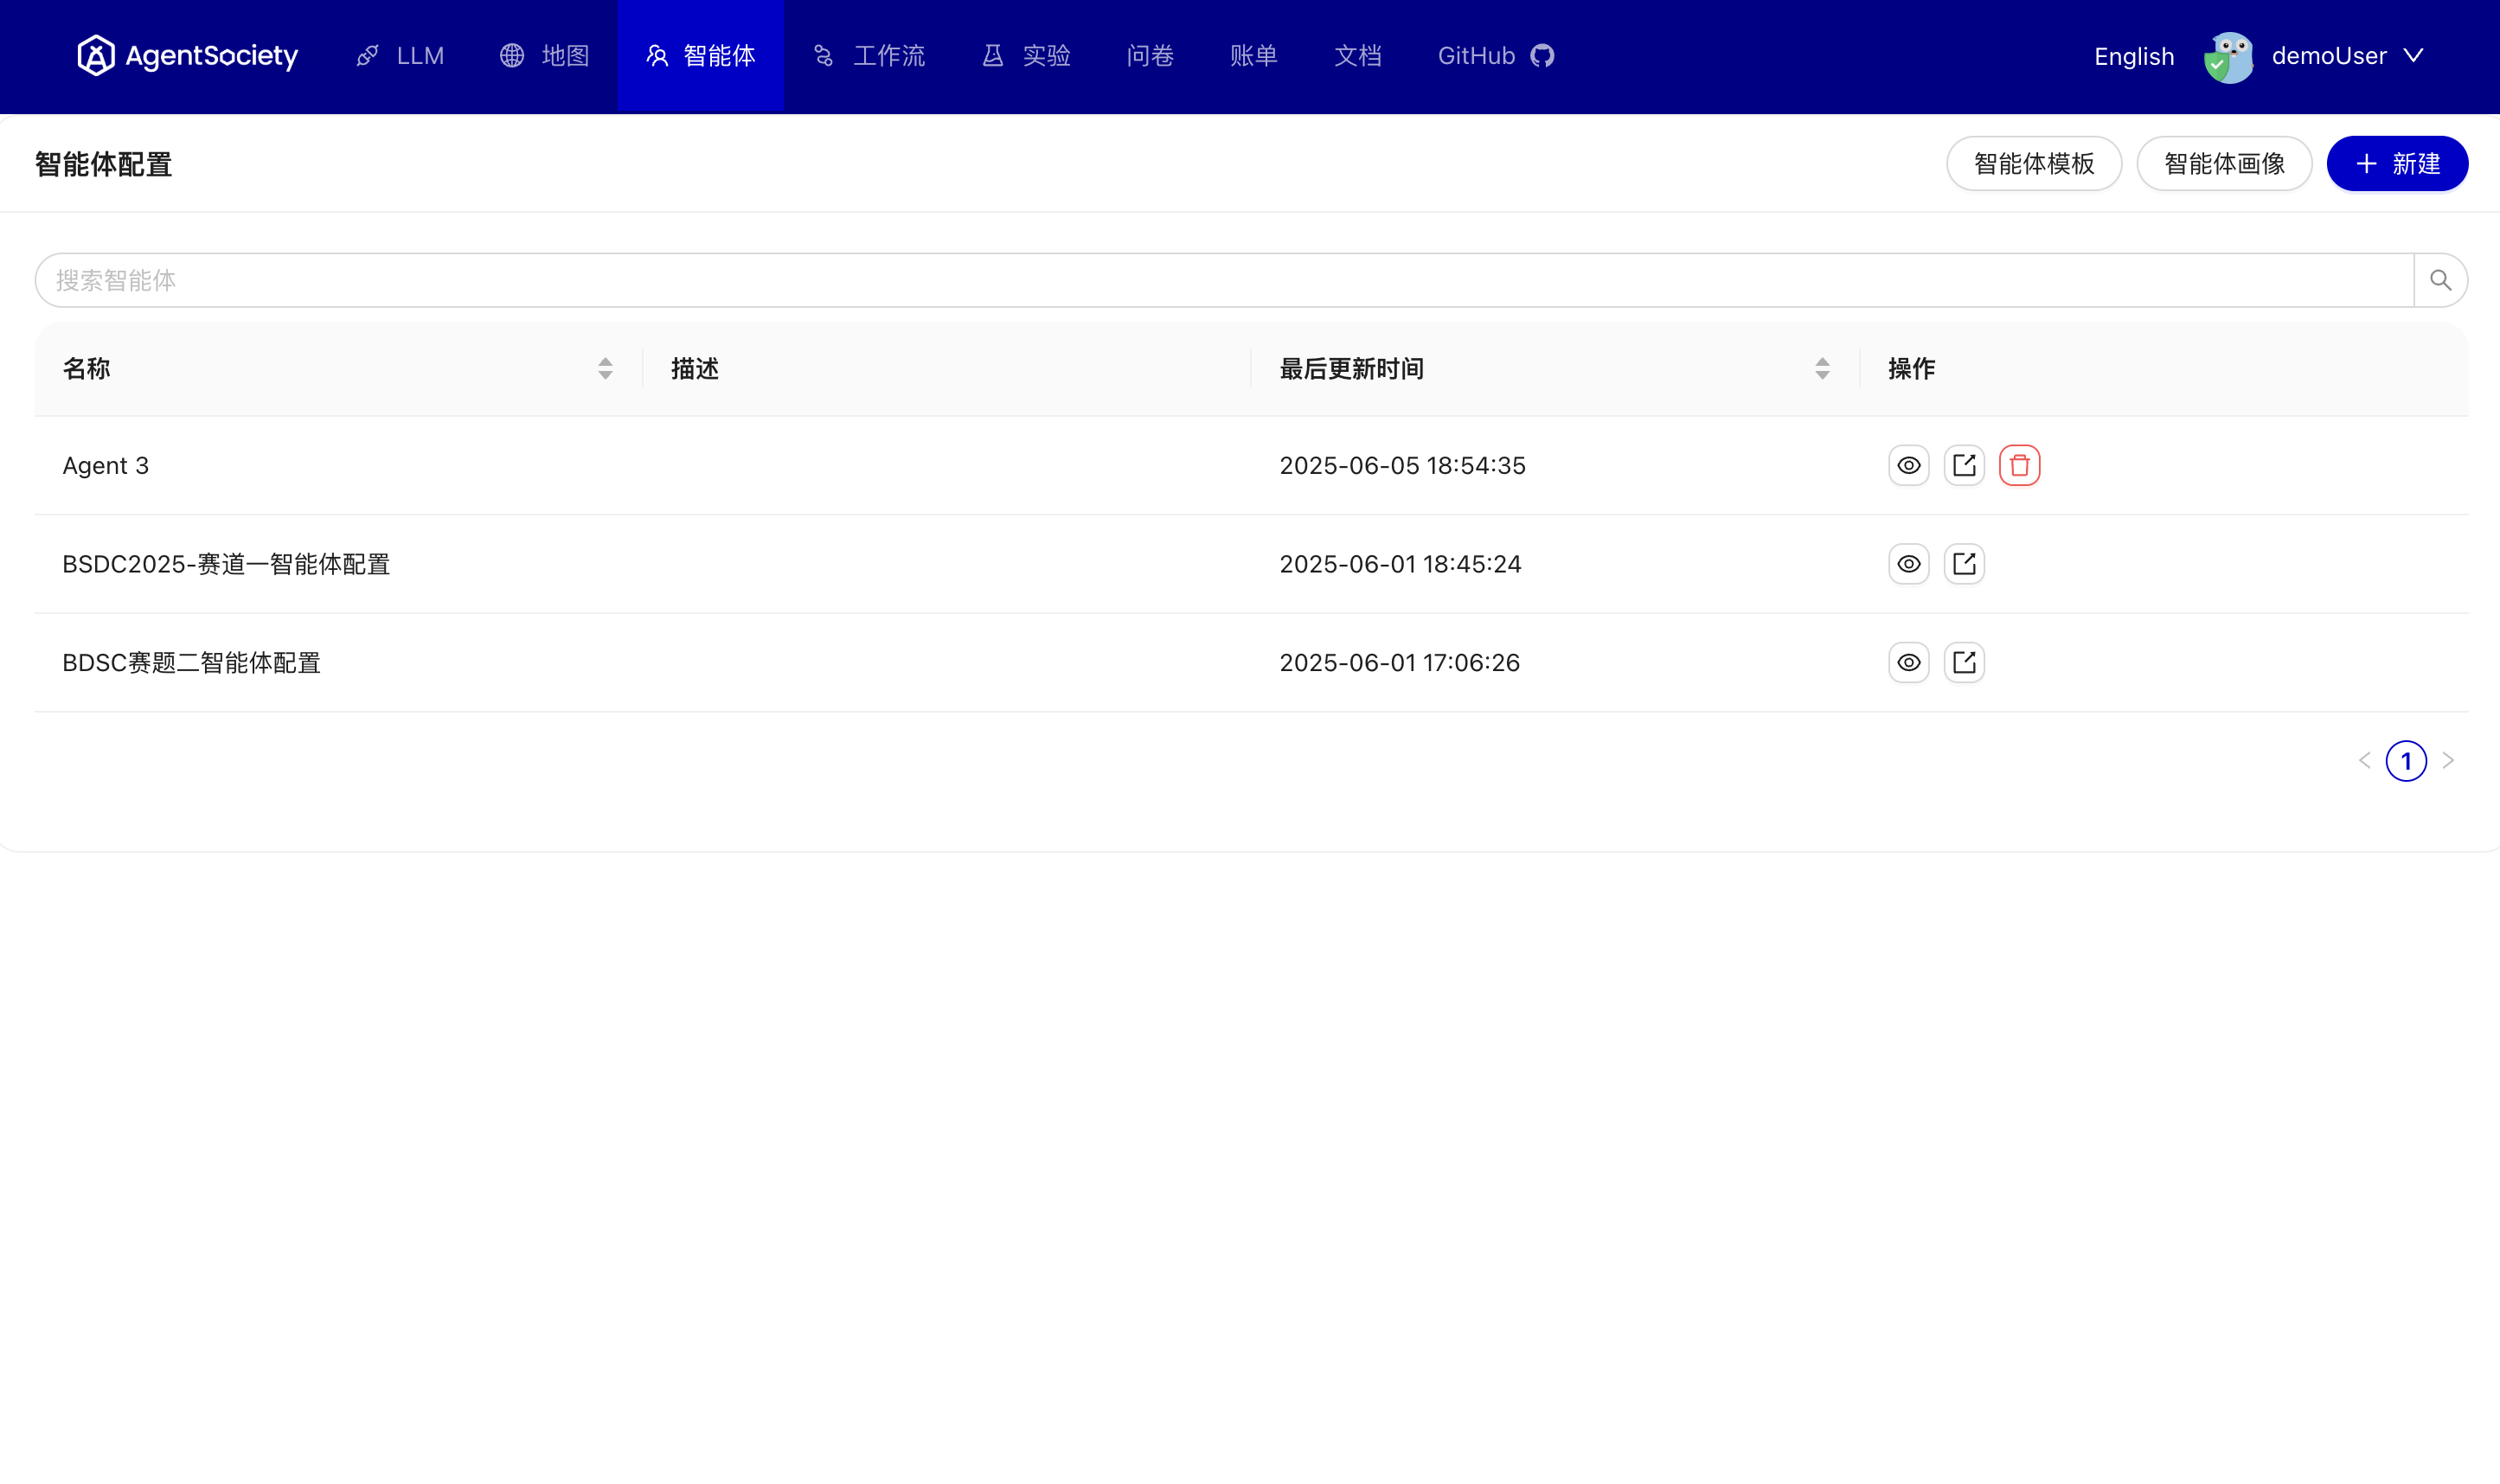 AgentSociety LLM 地图 智能体 工作流 实验 问卷 账单 文档 GitHub English demoUser
智能体配置 智能体模板 智能体画像 新建
搜索智能体
名称 描述 最后更新时间 操作
Agent 3 2025-06-05 18:54:35
BSDC2025-赛道一智能体配置 2025-06-01 18:45:24
BDSC赛题二智能体配置 2025-06-01 17:06:26
1